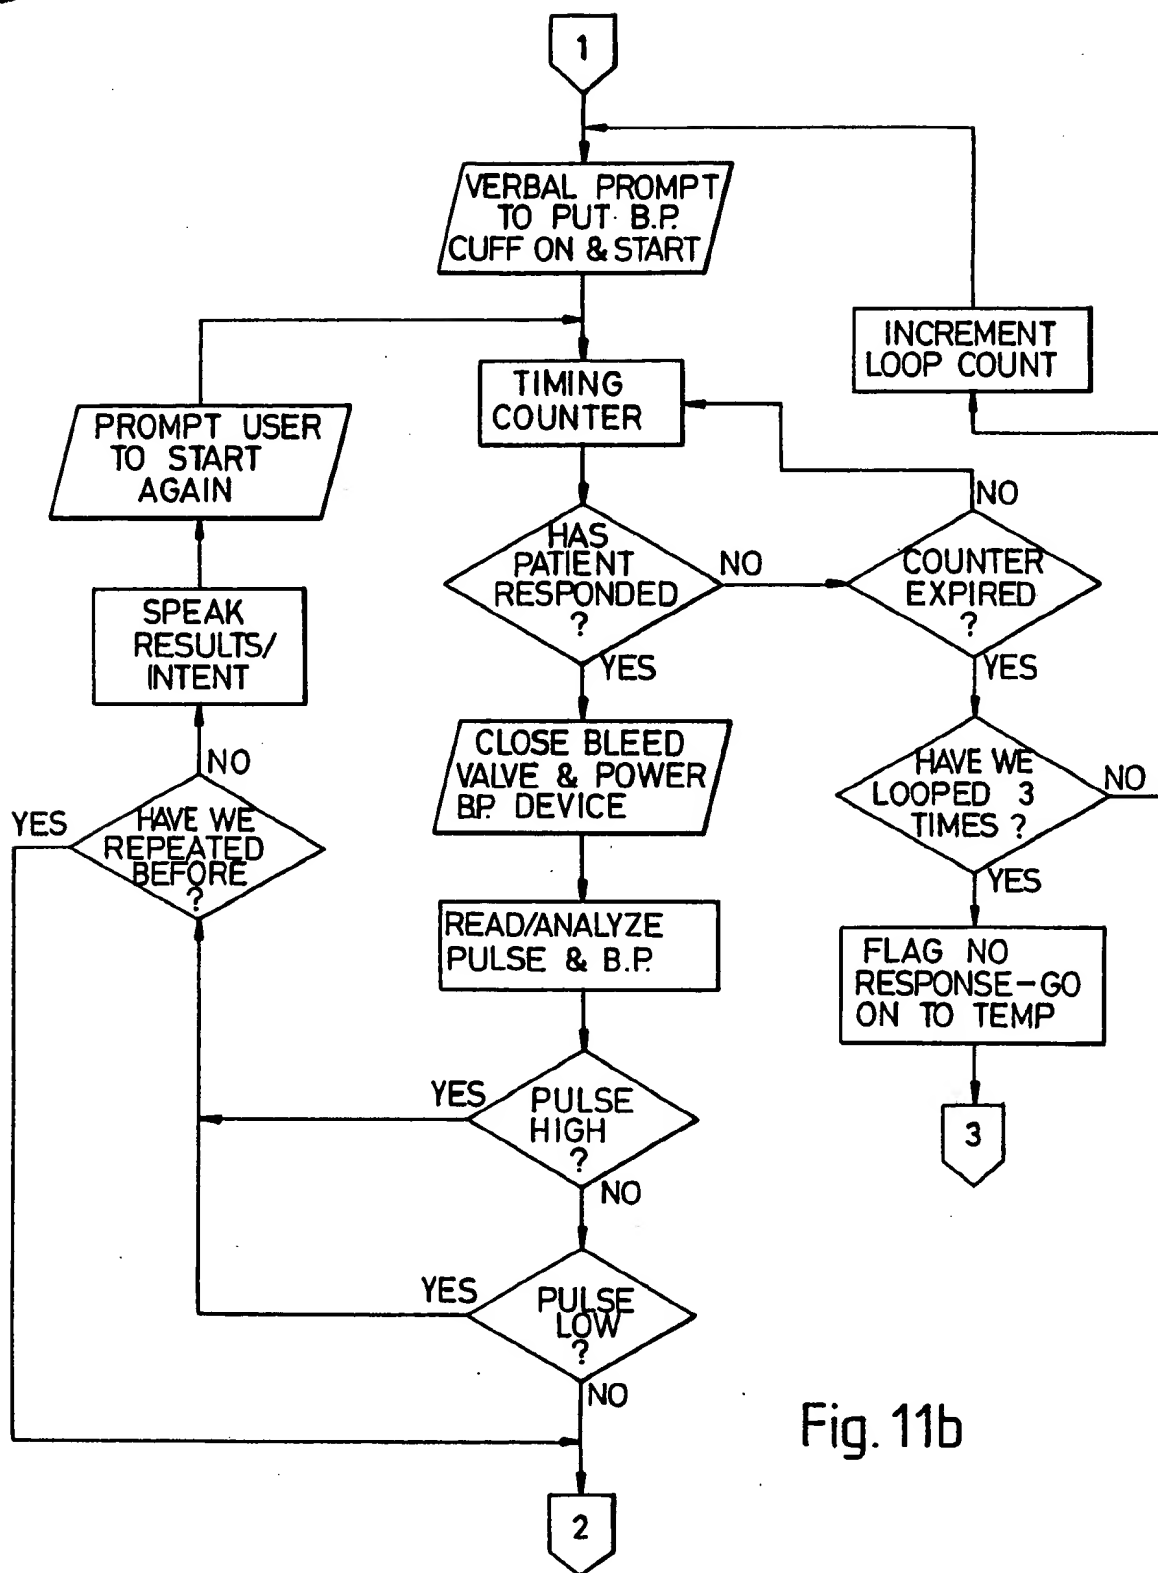 1
VERBAL PROMPT
TO PUT B.P.
CUFF ON & START
INCREMENT
LOOP COUNT
TIMING
COUNTER
PROMPT USER
TO START
AGAIN
NO
HAS
PATIENT
RESPONDED
?
NO
COUNTER
EXPIRED
?
YES
YES
SPEAK
RESULTS/
INTENT
NO
CLOSE BLEED
VALVE & POWER
B.P. DEVICE
HAVE WE
LOOPED 3
TIMES ?
NO
YES
YES
HAVE WE
REPEATED
BEFORE
?
READ/ANALYZE
PULSE & B.P.
FLAG NO
RESPONSE-GO
ON TO TEMP
3
YES
PULSE
HIGH
?
NO
YES
PULSE
LOW
?
NO
Fig. 11b
2